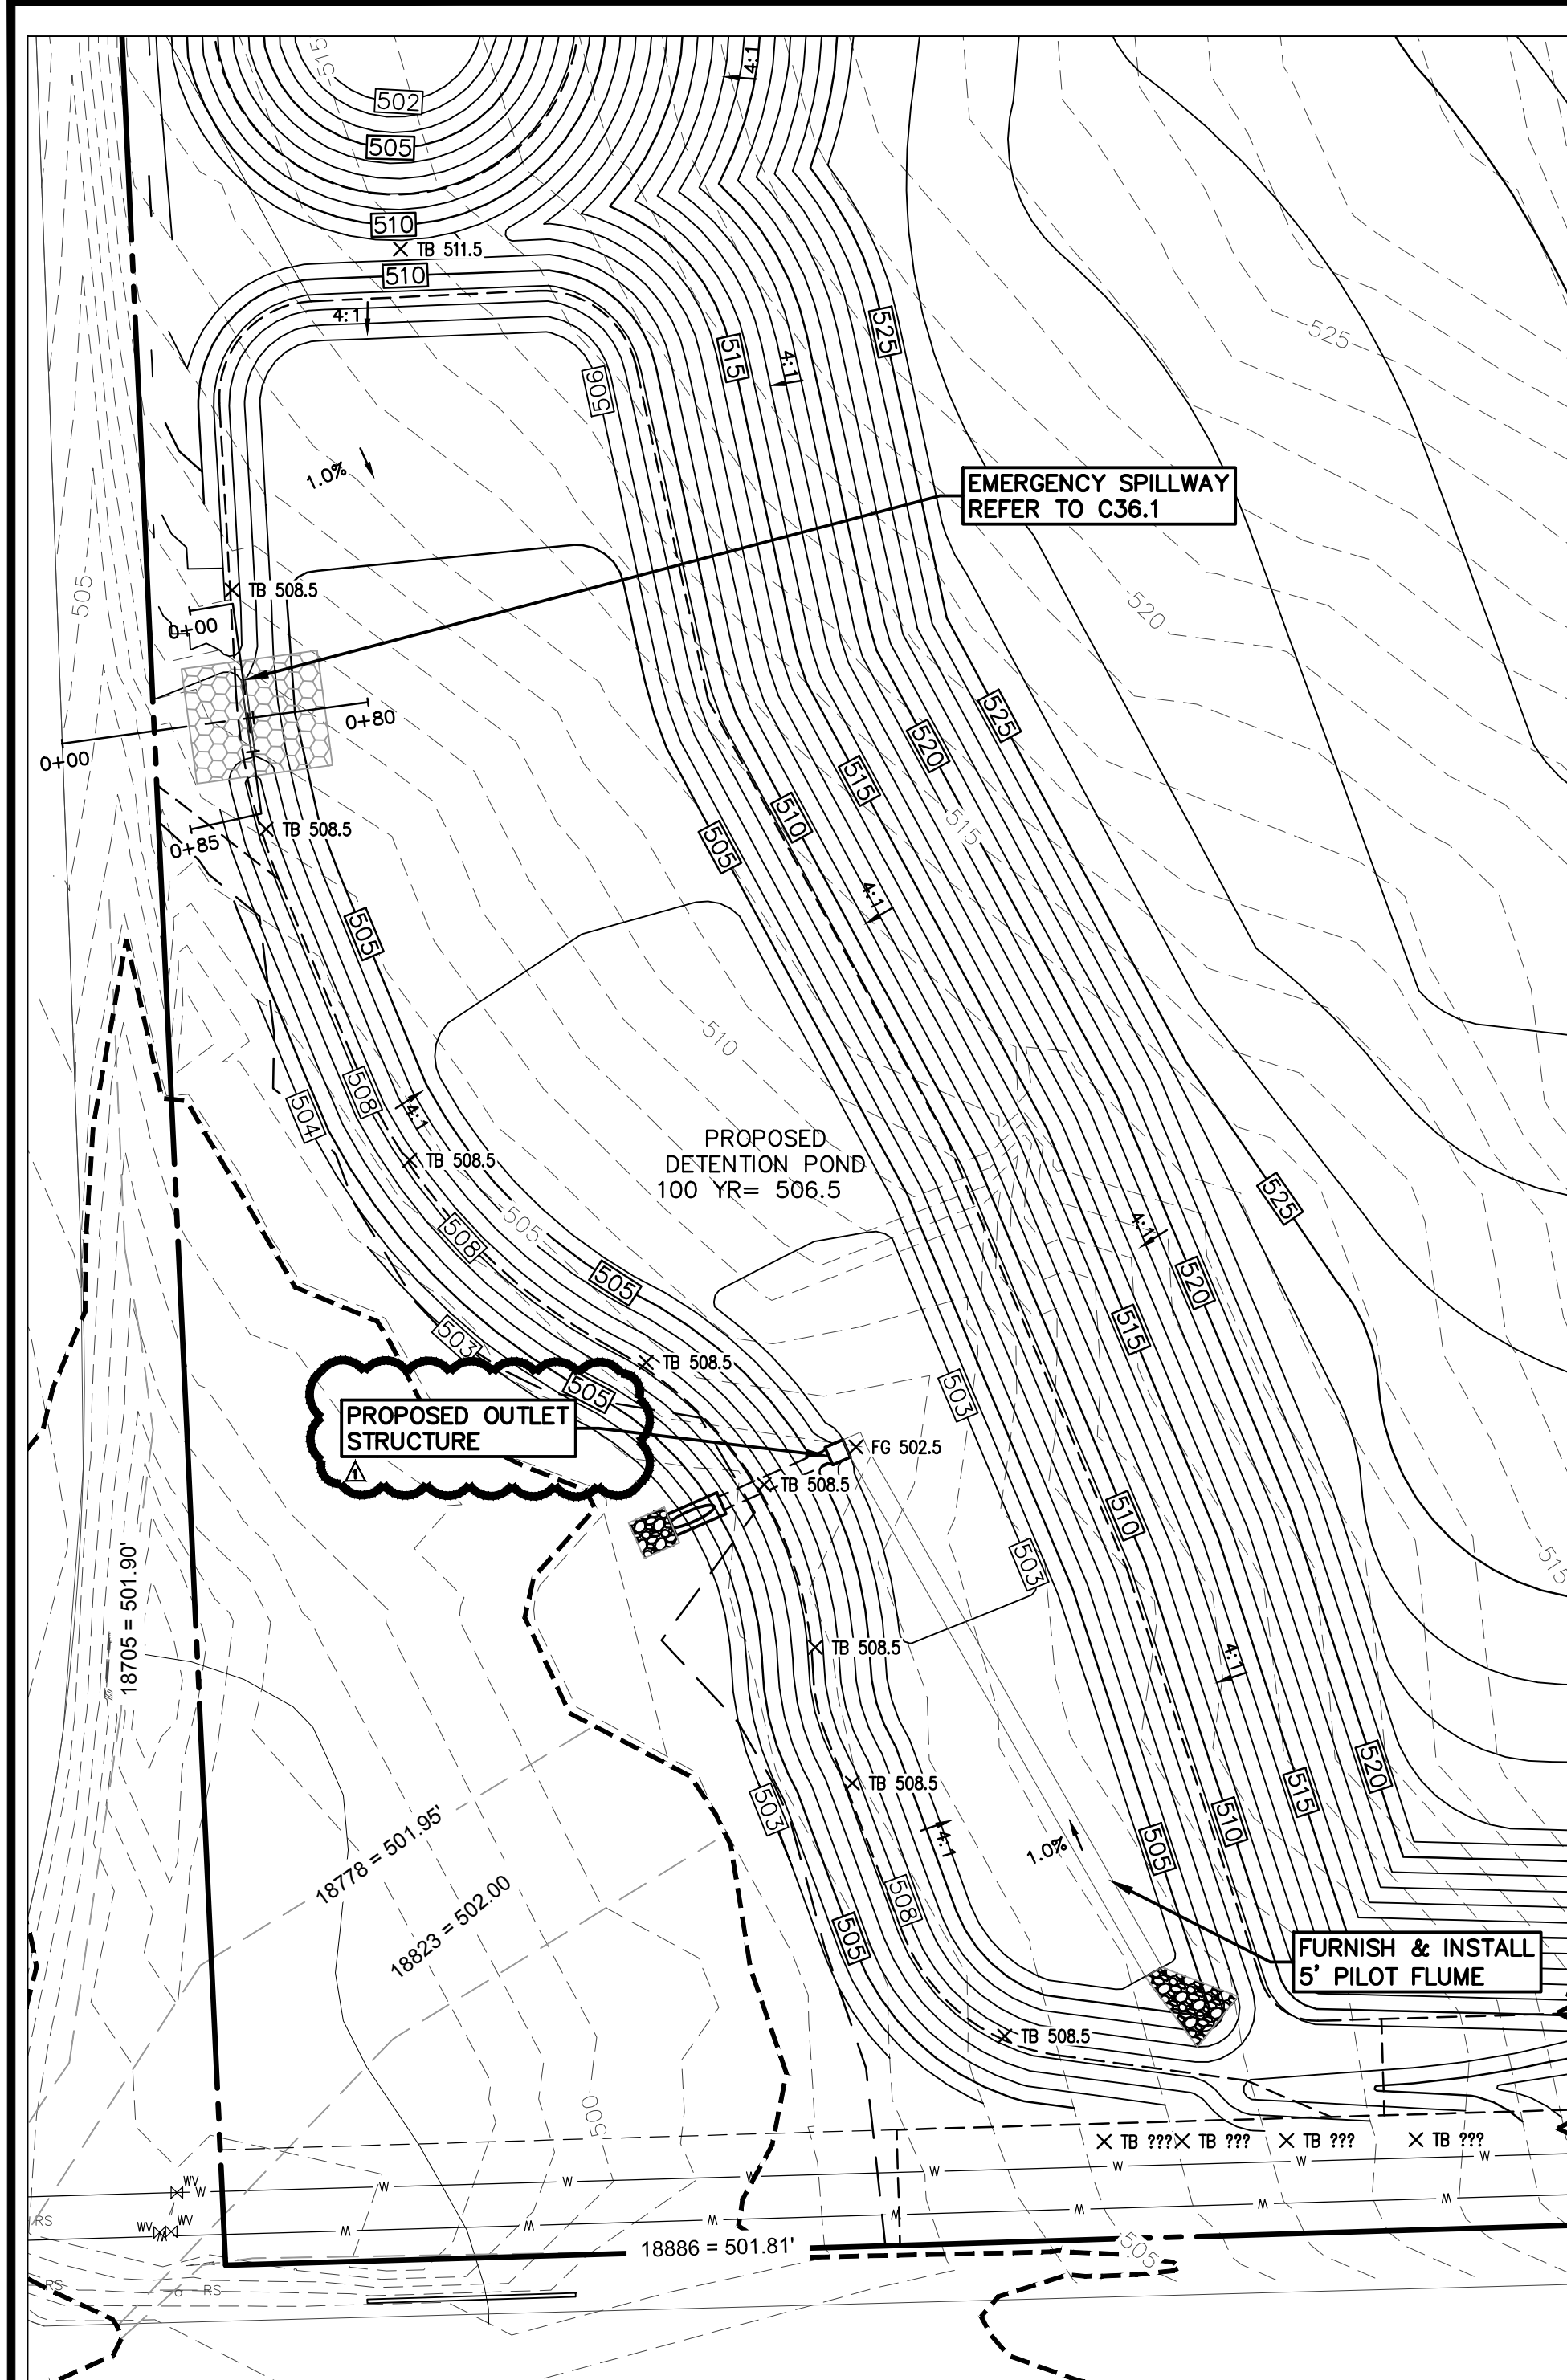 515
4:1
502
505
510
TB 511.5
510
4:1
525
515
4:1
525
506
1.0%
EMERGENCY SPILLWAY
REFER TO C36.1
505
TB 508.5
520
0+00
525
0+80
520
0+00
515
510
515
TB 508.5
505
0+85
4:1
505
510
508
4:1
504
PROPOSED
DETENTION POND
100 YR= 506.5
TB 508.5
525
505
508
4:1
505
520
503
515
TB 508.5
505
503
PROPOSED OUTLET
STRUCTURE
1
FG 502.5
TB 508.5
510
503
515
18705 = 501.90'
TB 508.5
4:1
520
TB 508.5
515
503
510
4:1
1.0%
505
18778 = 501.95'
508
18823 = 502.00
505
FURNISH & INSTALL
5' PILOT FLUME
TB 508.5
500
TB ???
TB ???
TB ???
TB ???
W
W
W
W
W
W
W
W
WV
WV
W
W
W
W
W
W
W
W
RS
18886 = 501.81'
505
RS
RS